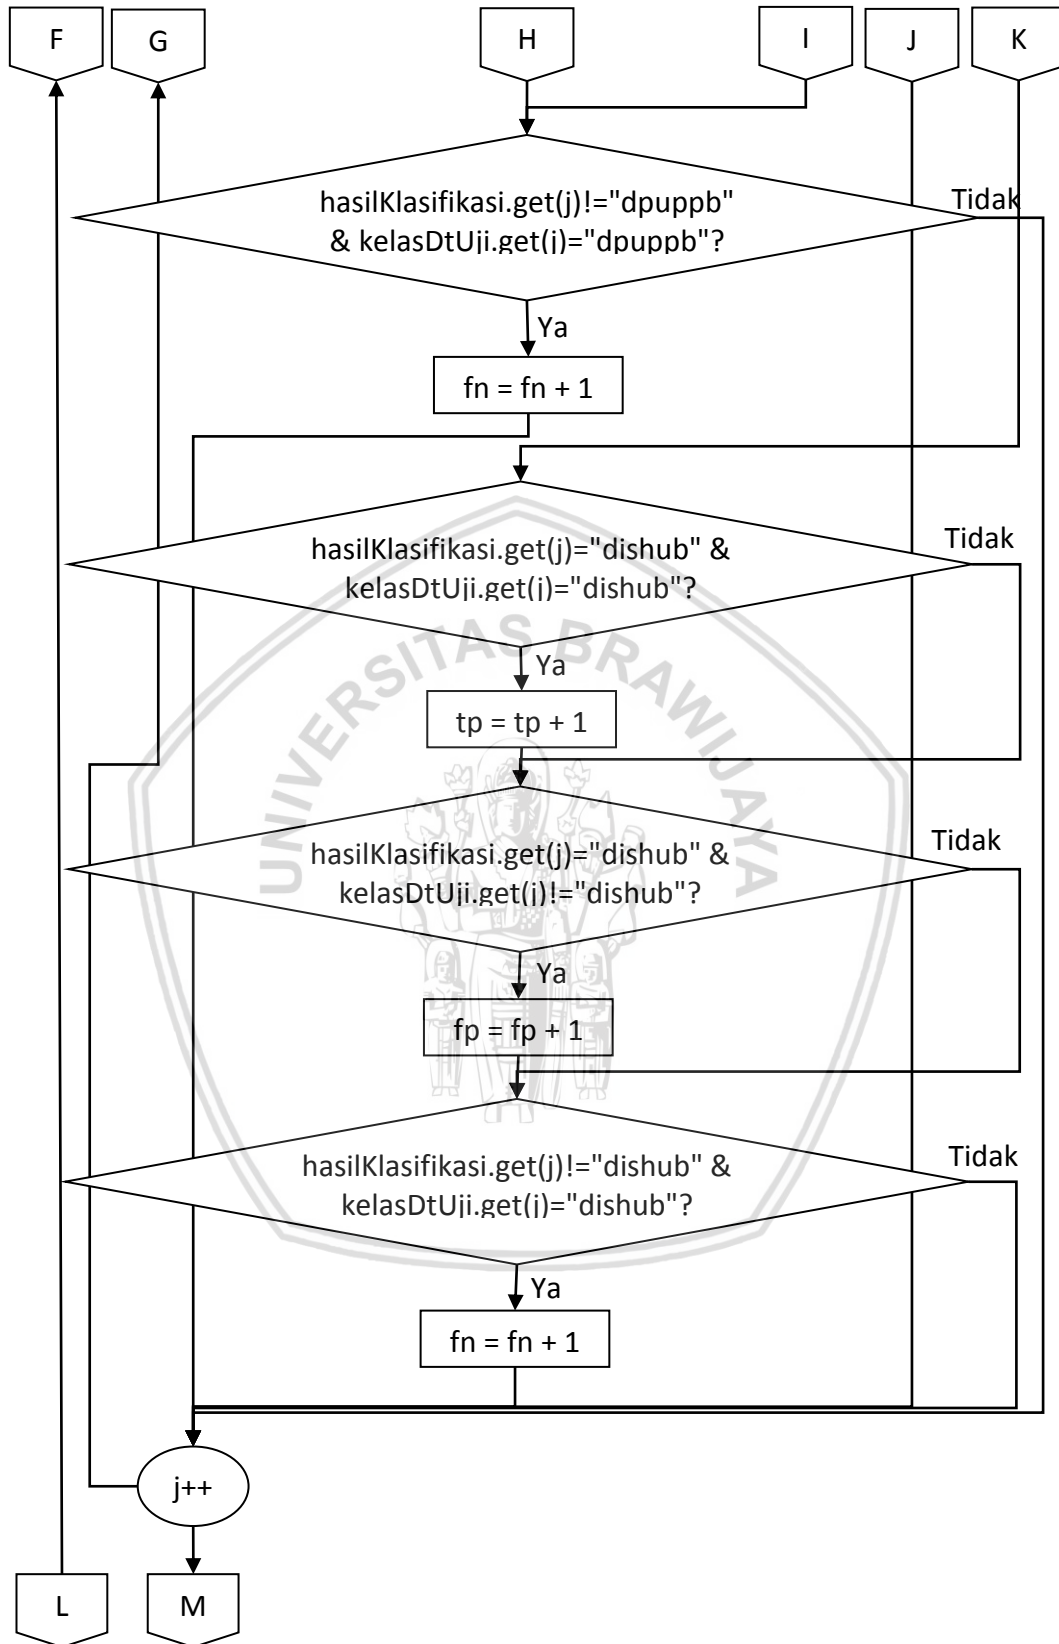 F G H I J K
hasilKlasifikasi.get(j)!="dpuppb"
& kelasDtUji.get(j)="dpuppb"?
Tidak
Ya
fn = fn + 1
hasilKlasifikasi.get(j)="dishub" &
kelasDtUji.get(j)="dishub"?
Tidak
Ya
tp = tp + 1
UNIVERSITAS BRAWIJAYA
hasilKlasifikasi.get(j)="dishub" &
kelasDtUji.get(j)!="dishub"?
Tidak
Ya
fp = fp + 1
hasilKlasifikasi.get(j)!="dishub" &
kelasDtUji.get(j)="dishub"?
Tidak
Ya
fn = fn + 1
j++
L M